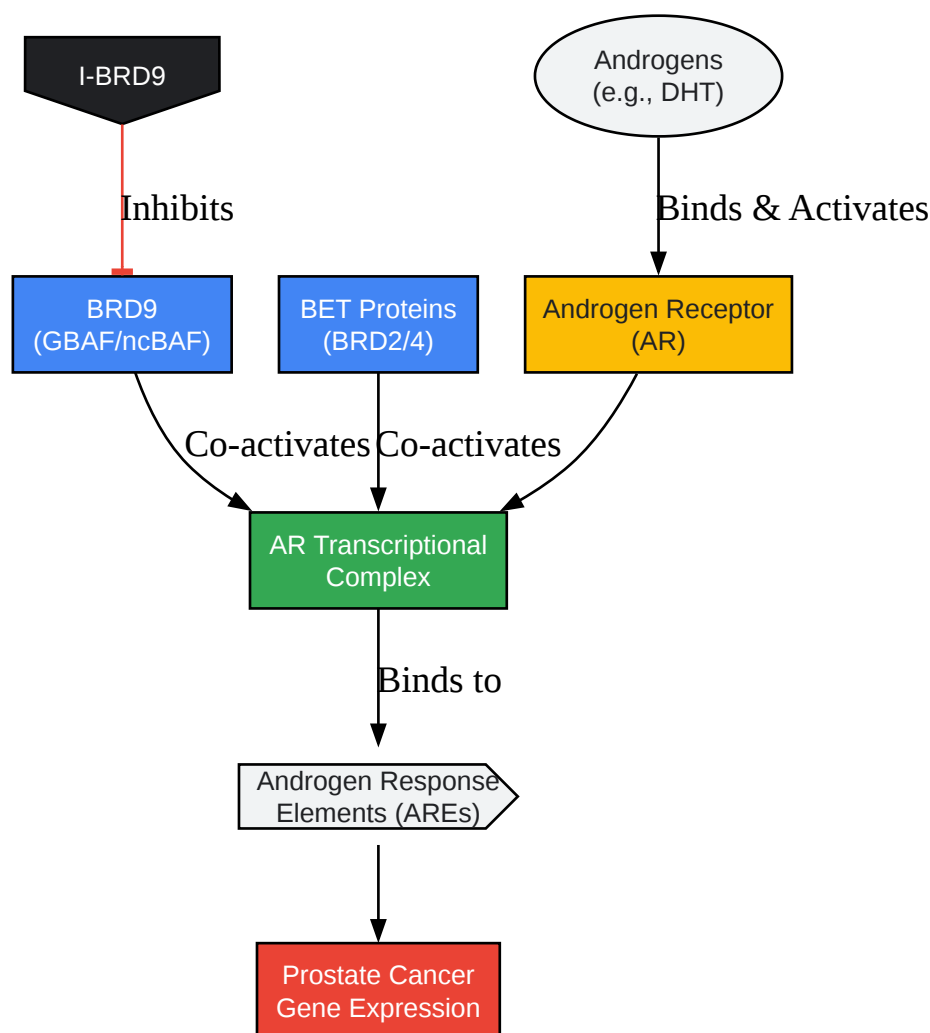 I-BRD9
Androgens
(e.g., DHT)
Inhibits
Binds & Activates
BRD9
(GBAF/ncBAF)
BET Proteins
(BRD2/4)
Androgen Receptor
(AR)
Co-activates
Co-activates
AR Transcriptional
Complex
Binds to
Androgen Response
Elements (AREs)
Prostate Cancer
Gene Expression